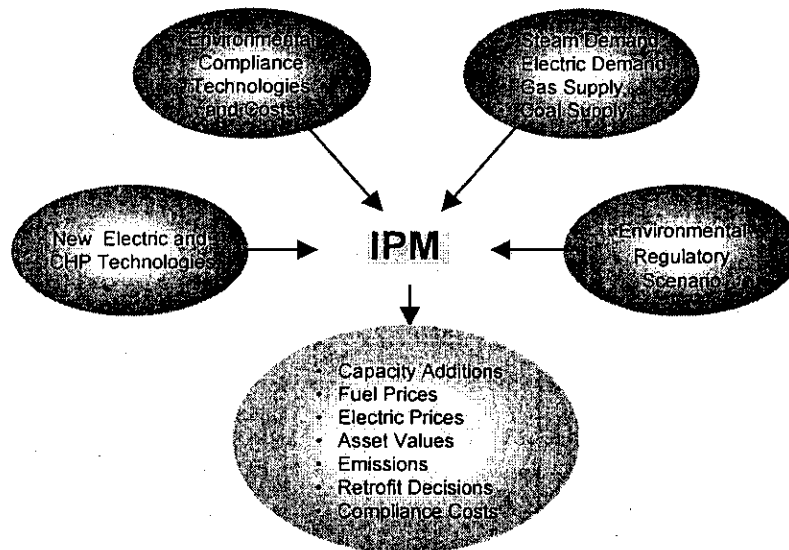 Environmental
Compliance
Technologies
and Costs
Steam Demand
Electric Demand
Gas Supply
Coal Supply
New Electric and
CHP Technologies
IPM
Environmental
Regulatory
Scenario
• Capacity Additions
• Fuel Prices
• Electric Prices
• Asset Values
• Emissions
• Retrofit Decisions
• Compliance Costs